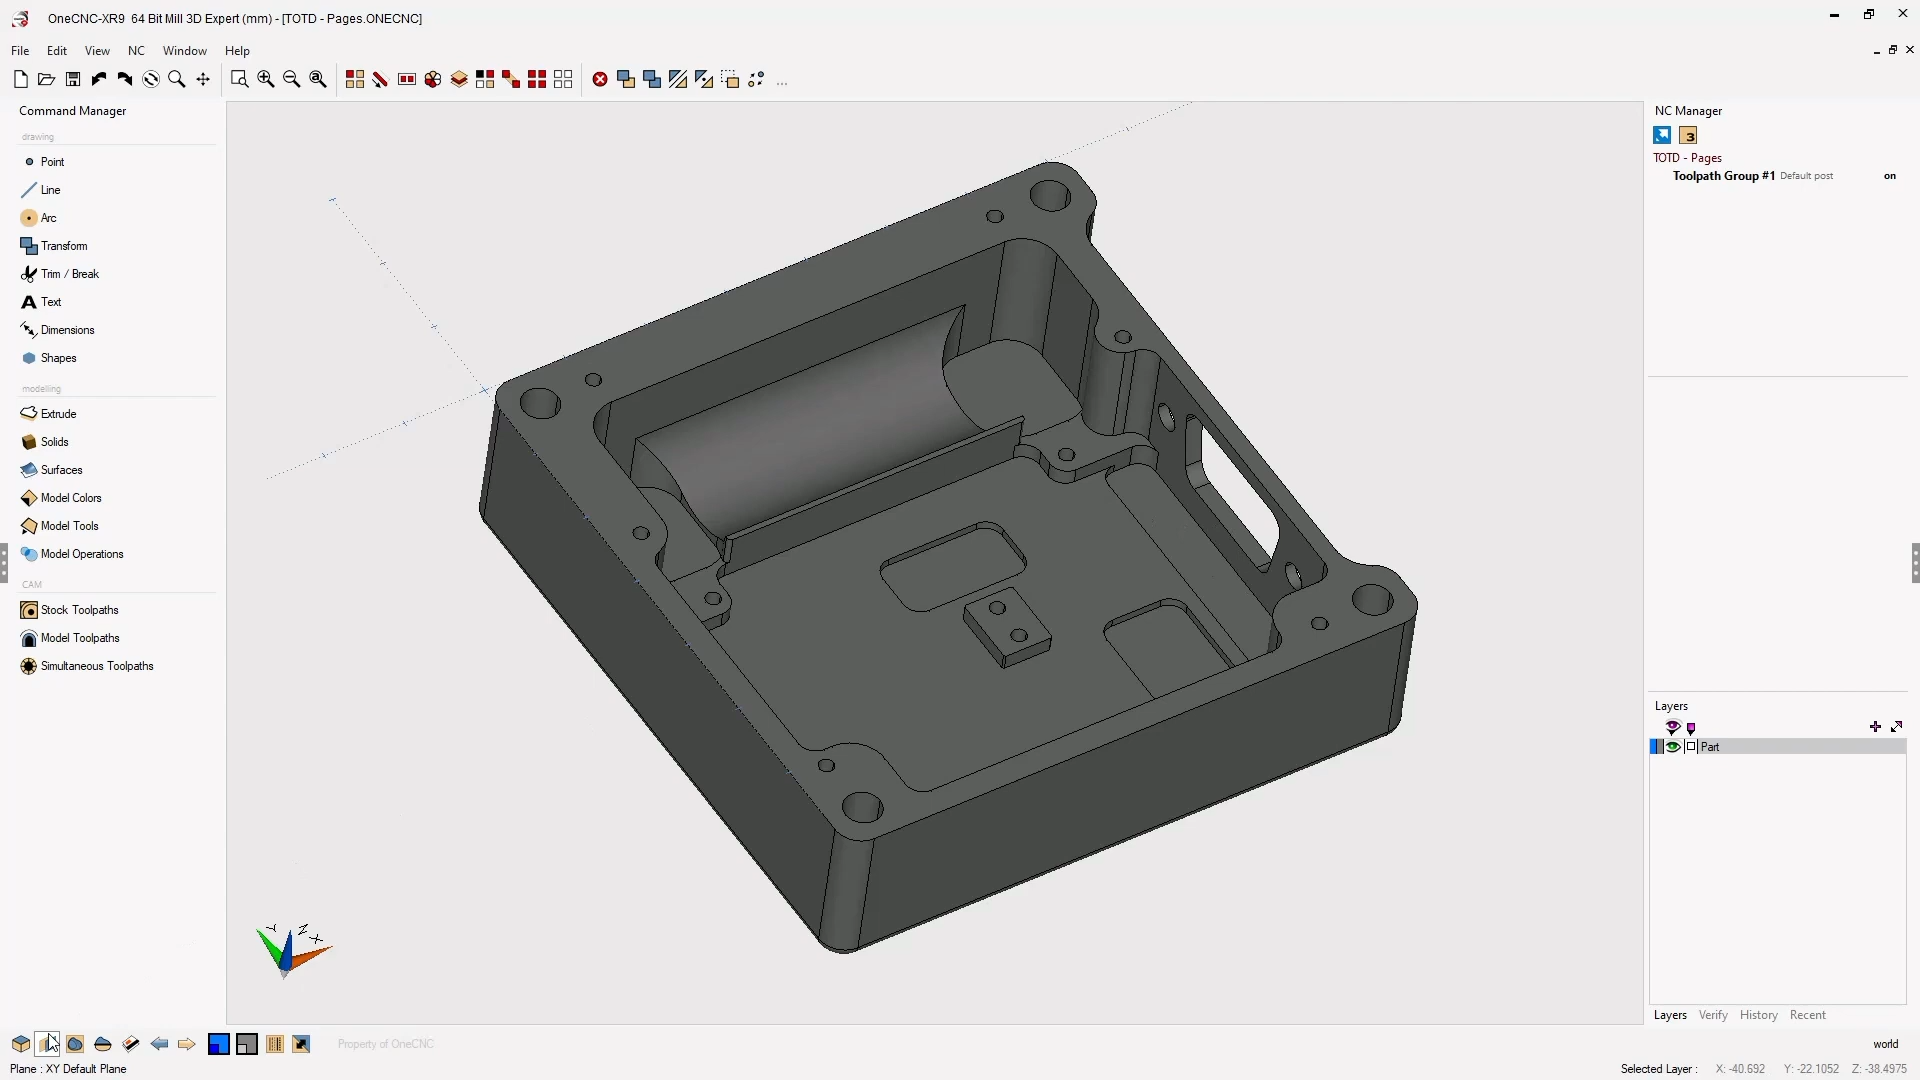 OneCNC-XR9 64 Bit Mill 3D Expert (mm) - [TOTD - Pages.ONECNC]
File Edit View NC Window Help
Command Manager
drawing
Point
Line
Arc
Transform
Trim / Break
A Text
Dimensions
Shapes
modelling
Extrude
Solids
Surfaces
Model Colors
Model Tools
Model Operations
CAM
Stock Toolpaths
Model Toolpaths
Simultaneous Toolpaths
Y Z X
NC Manager
3
TOTD - Pages
Toolpath Group #1 Default post on
Layers
Part
Layers Verify History Recent
Property of OneCNC
world
Plane : XY Default Plane
Selected Layer : X: -40.692 Y: -22.1052 Z: -38.4975